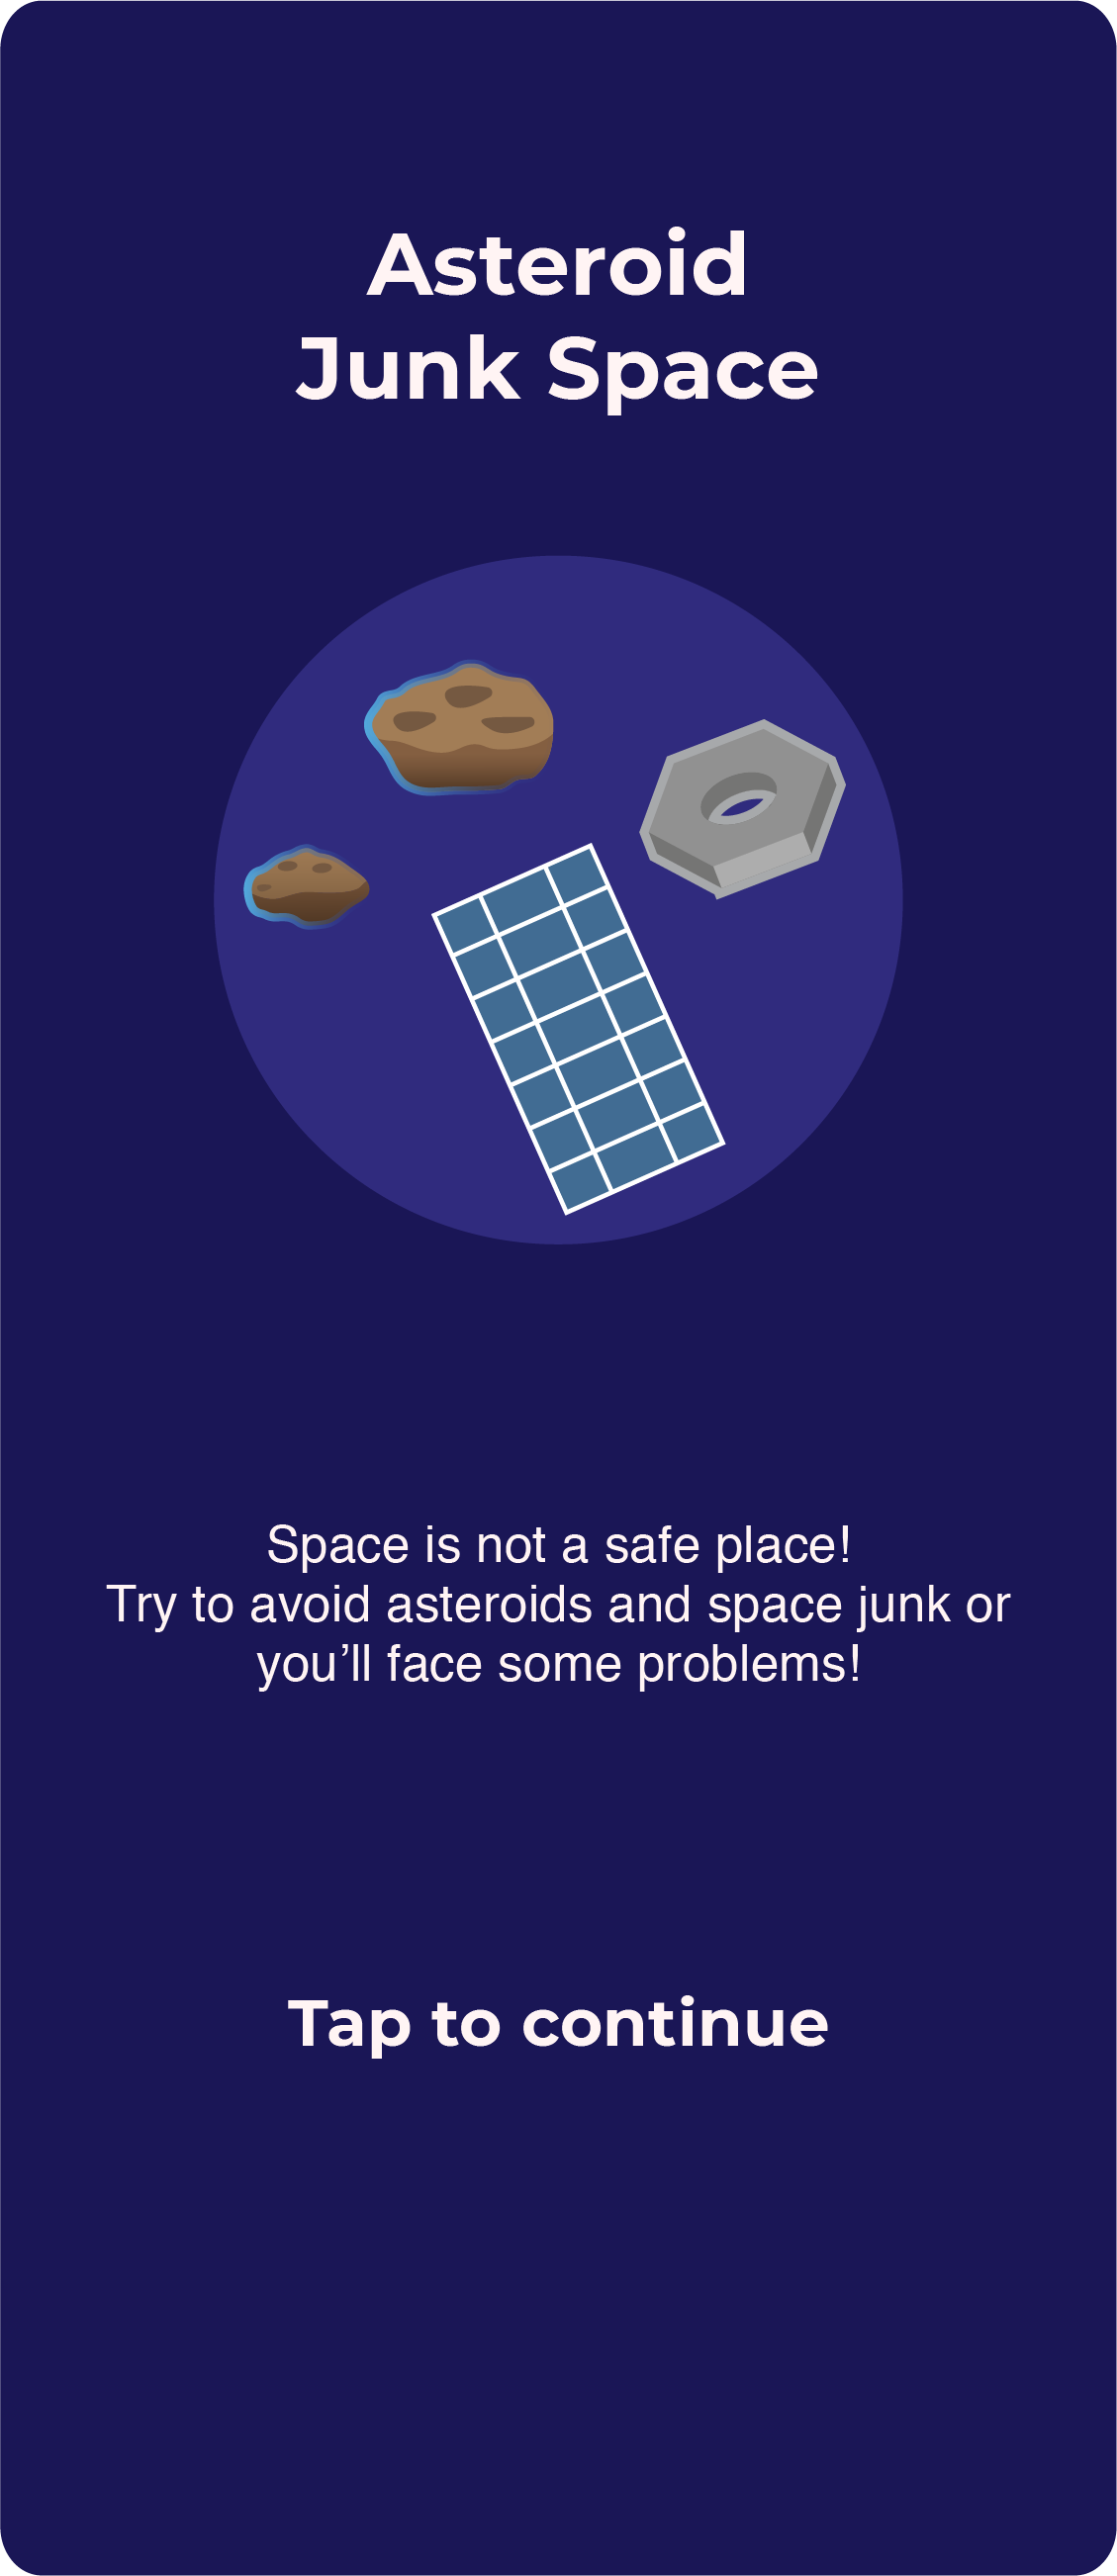 Asteroid
Junk Space
Space is not a safe place!
Try to avoid asteroids and space junk or
you’ll face some problems!
Tap to continue